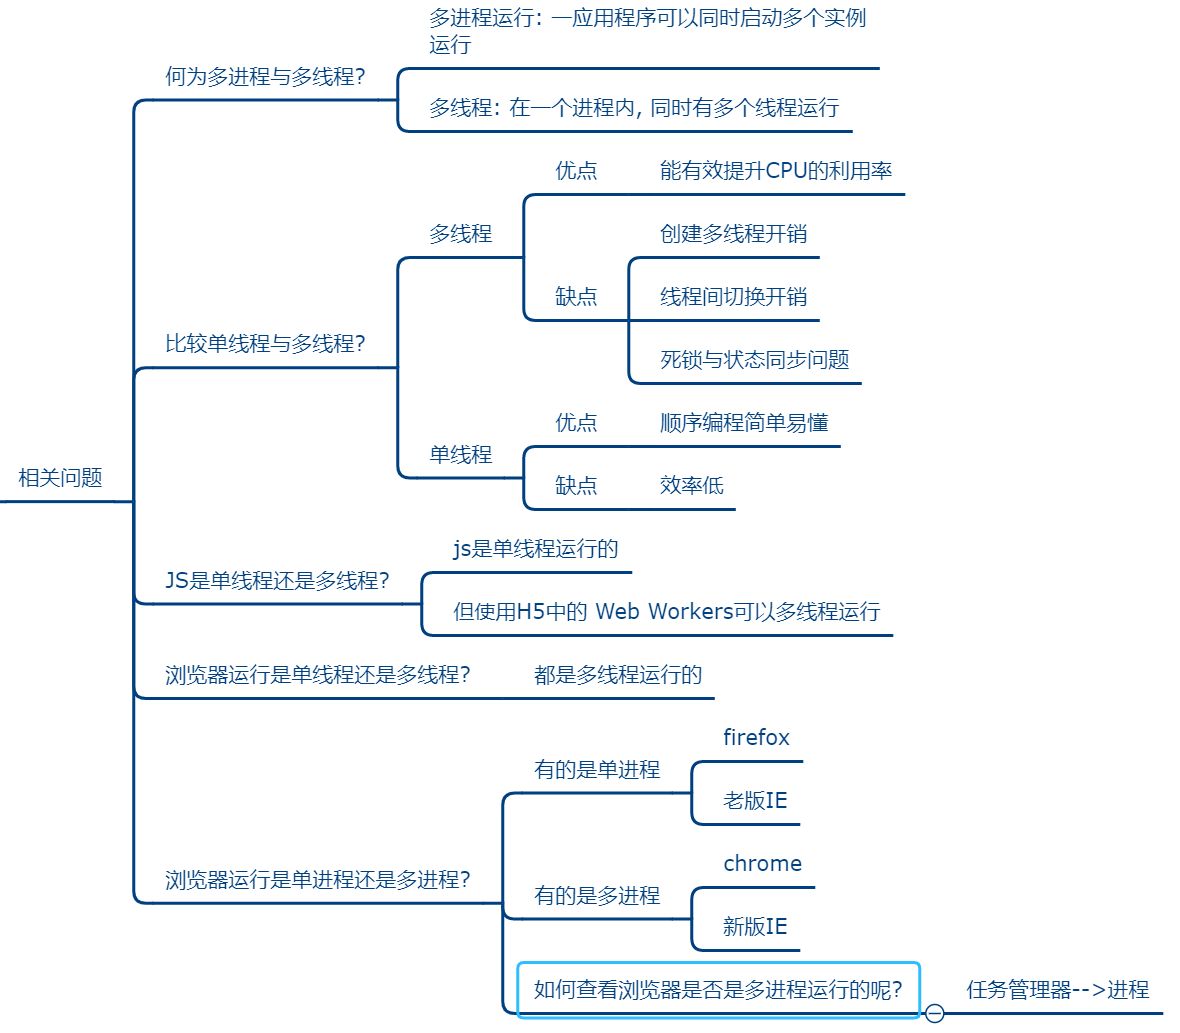 相关问题
何为多进程与多线程?
多进程运行: 一应用程序可以同时启动多个实例
运行
多线程: 在一个进程内, 同时有多个线程运行
比较单线程与多线程?
多线程
优点
能有效提升CPU的利用率
缺点
创建多线程开销
线程间切换开销
死锁与状态同步问题
单线程
优点
顺序编程简单易懂
缺点
效率低
JS是单线程还是多线程?
js是单线程运行的
但使用H5中的 Web Workers可以多线程运行
浏览器运行是单线程还是多线程?
都是多线程运行的
浏览器运行是单进程还是多进程?
有的是单进程
firefox
老版IE
有的是多进程
chrome
新版IE
如何查看浏览器是否是多进程运行的呢?
任务管理器-->进程